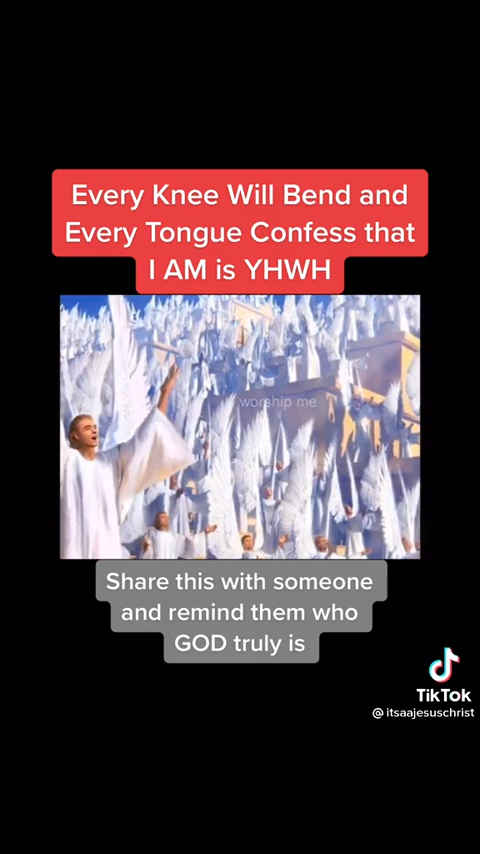 Every Knee Will Bend and
Every Tongue Confess that
I AM is YHWH
worship me
Share this with someone
and remind them who
GOD truly is
TikTok
@itsaajesuschrist